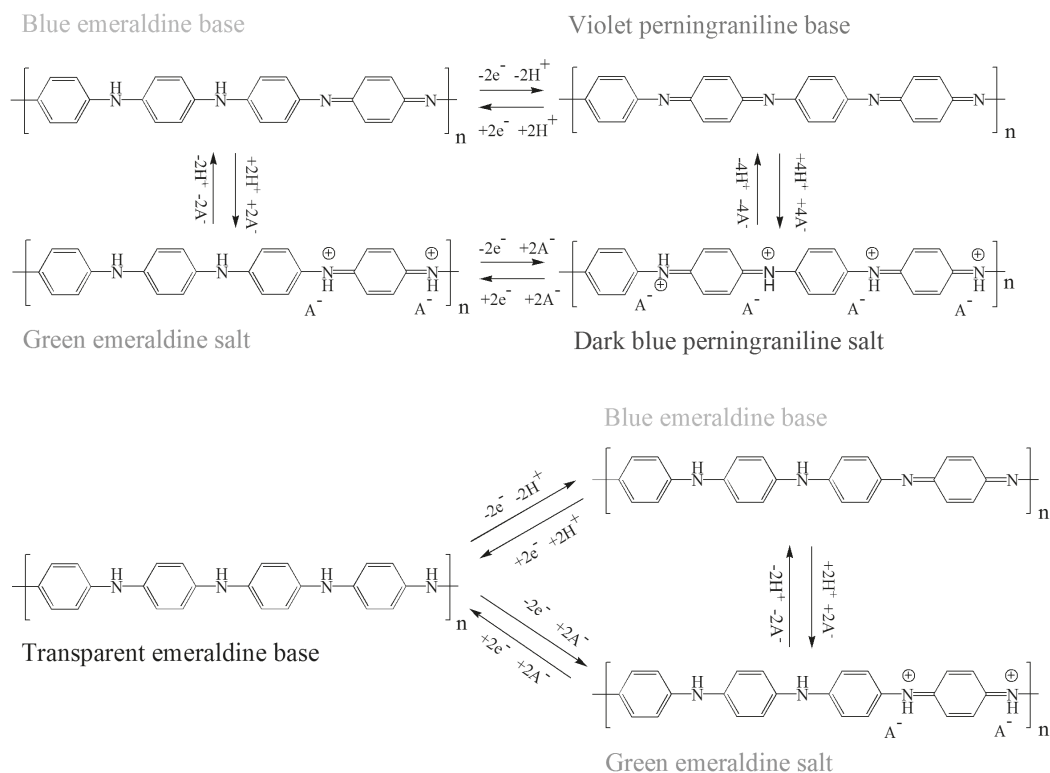 Blue emeraldine base
Violet perningraniline base
H H
N N N N n
-2e⁻ -2H⁺
+2e⁻ +2H⁺
N N N N n
-2H⁺ -2A⁻
+2H⁺ +2A⁻
-4H⁺ -4A⁻
+4H⁺ +4A⁻
H H ⊕ ⊕
N N N N n
H H
A⁻ A⁻
-2e⁻ +2A⁻
+2e⁻ +2A⁻
H ⊕ ⊕ ⊕
N N N N n
⊕ H H H
A⁻ A⁻ A⁻ A⁻
Green emeraldine salt
Dark blue perningraniline salt
Blue emeraldine base
H H
N N N N n
-2e⁻ -2H⁺
+2e⁻ +2H⁺
H H H H
N N N N n
Transparent emeraldine base
-2H⁺ -2A⁻
+2H⁺ +2A⁻
-2e⁻ +2A⁻
+2e⁻ +2A⁻
H H ⊕ ⊕
N N N N n
H H
A⁻ A⁻
Green emeraldine salt